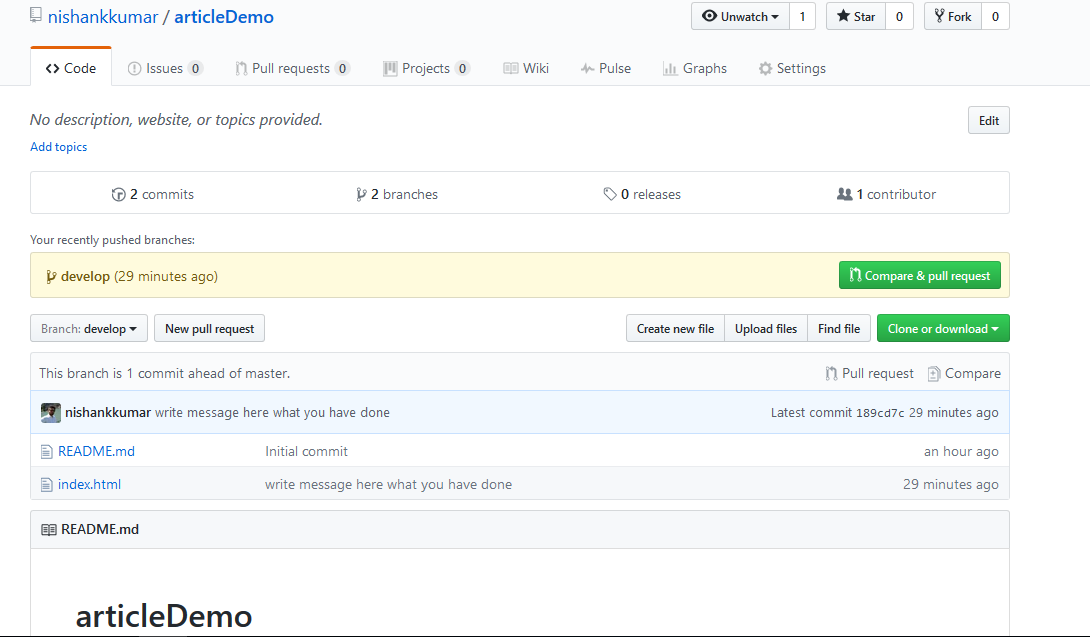 nishankkumar / articleDemo
Unwatch 1 Star 0 Fork 0
Code Issues 0 Pull requests 0 Projects 0 Wiki Pulse Graphs Settings
No description, website, or topics provided. Edit
Add topics
2 commits 2 branches 0 releases 1 contributor
Your recently pushed branches:
develop (29 minutes ago) Compare & pull request
Branch: develop New pull request Create new file Upload files Find file Clone or download
This branch is 1 commit ahead of master. Pull request Compare
nishankkumar write message here what you have done Latest commit 189cd7c 29 minutes ago
README.md Initial commit an hour ago
index.html write message here what you have done 29 minutes ago
README.md
articleDemo